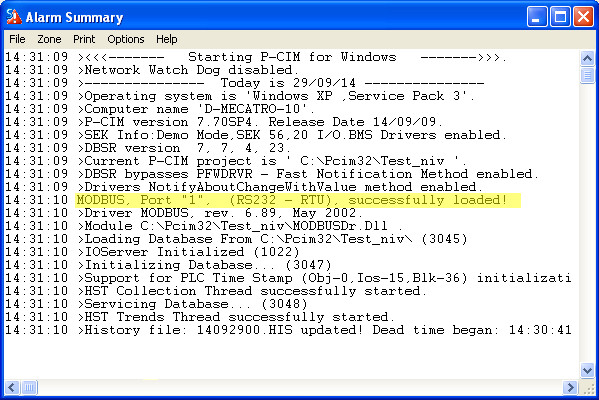 Alarm Summary
File Zone Print Options Help
14:31:09 ><<<------- Starting P-CIM for Windows ------->>>.
14:31:09 >Network Watch Dog disabled.
14:31:09 >---------------- Today is 29/09/14 ----------------
14:31:09 >Operating system is 'Windows XP ,Service Pack 3'.
14:31:09 >Computer name 'D-MECATRO-10'.
14:31:09 >P-CIM version 7.70SP4. Release Date 14/09/09.
14:31:09 >SEK Info:Demo Mode,SEK 56,20 I/O.BMS Drivers enabled.
14:31:09 >DBSR version  7, 7, 4, 23.
14:31:09 >Current P-CIM project is ' C:\Pcim32\Test_niv '.
14:31:09 >DBSR bypasses PFWDRVR - Fast Notification Method enabled.
14:31:09 >Drivers NotifyAboutChangeWithValue method enabled.
14:31:10 MODBUS, Port "1",  (RS232 - RTU), successfully loaded!
14:31:10 >Driver MODBUS, rev. 6.89, May 2002.
14:31:10 >Module C:\Pcim32\Test_niv\MODBUSDr.Dll .
14:31:10 >Loading Database From C:\Pcim32\Test_niv\ (3045)
14:31:10 >IOServer Initialized (1022)
14:31:10 >Initializing Database... (3047)
14:31:10 >Support for PLC Time Stamp (Obj-0,Ios-15,Blk-36) initializati
14:31:10 >HST Collection Thread successfully started.
14:31:10 >Servicing Database... (3048)
14:31:10 >HST Trends Thread successfully started.
14:31:10 >History file: 14092900.HIS updated! Dead time began: 14:30:41